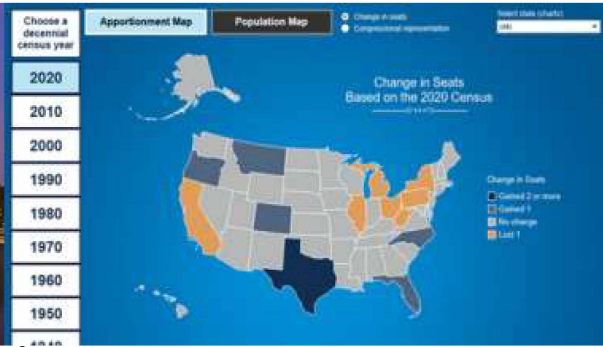 Choose a
decennial
census year
Apportionment Map
Population Map
Change in seats
Congressional representation
Select state (charts)
2020
2010
2000
1990
1980
1970
1960
1950
Change in Seats
Based on the 2020 Census
Change in Seats
Gained 2 or more
Gained 1
No change
Lost 1